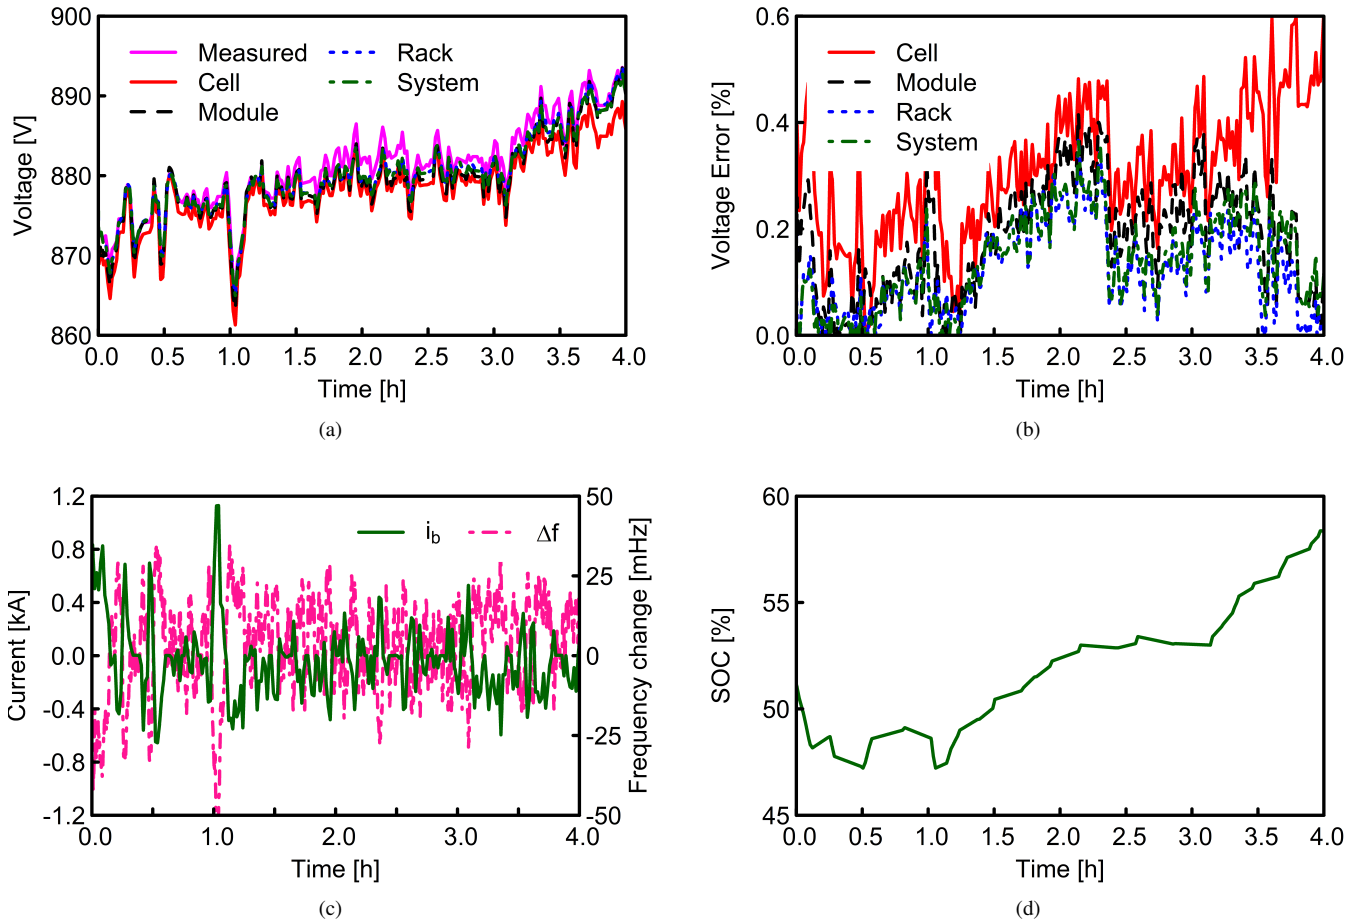 900
890
880
870
860
Voltage [V]
Measured
Cell
Module
Rack
System
0.0 0.5 1.0 1.5 2.0 2.5 3.0 3.5 4.0
Time [h]
(a)
0.6
0.4
0.2
0.0
Voltage Error [%]
Cell
Module
Rack
System
0.0 0.5 1.0 1.5 2.0 2.5 3.0 3.5 4.0
Time [h]
(b)
1.2
0.8
0.4
0.0
-0.4
-0.8
-1.2
Current [kA]
i_b Δf
50
25
0
-25
-50
Frequency change [mHz]
0.0 1.0 2.0 3.0 4.0
Time [h]
(c)
60
55
50
45
SOC [%]
0.0 0.5 1.0 1.5 2.0 2.5 3.0 3.5 4.0
Time [h]
(d)